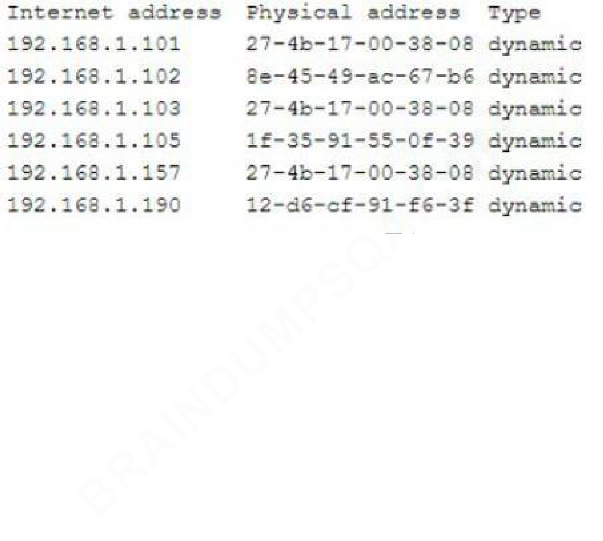 Internet address Physical address Type
192.168.1.101 27-4b-17-00-38-08 dynamic
192.168.1.102 8e-45-49-ac-67-b6 dynamic
192.168.1.103 27-4b-17-00-38-08 dynamic
192.168.1.105 1f-35-91-55-0f-39 dynamic
192.168.1.157 27-4b-17-00-38-08 dynamic
192.168.1.190 12-d6-cf-91-f6-3f dynamic